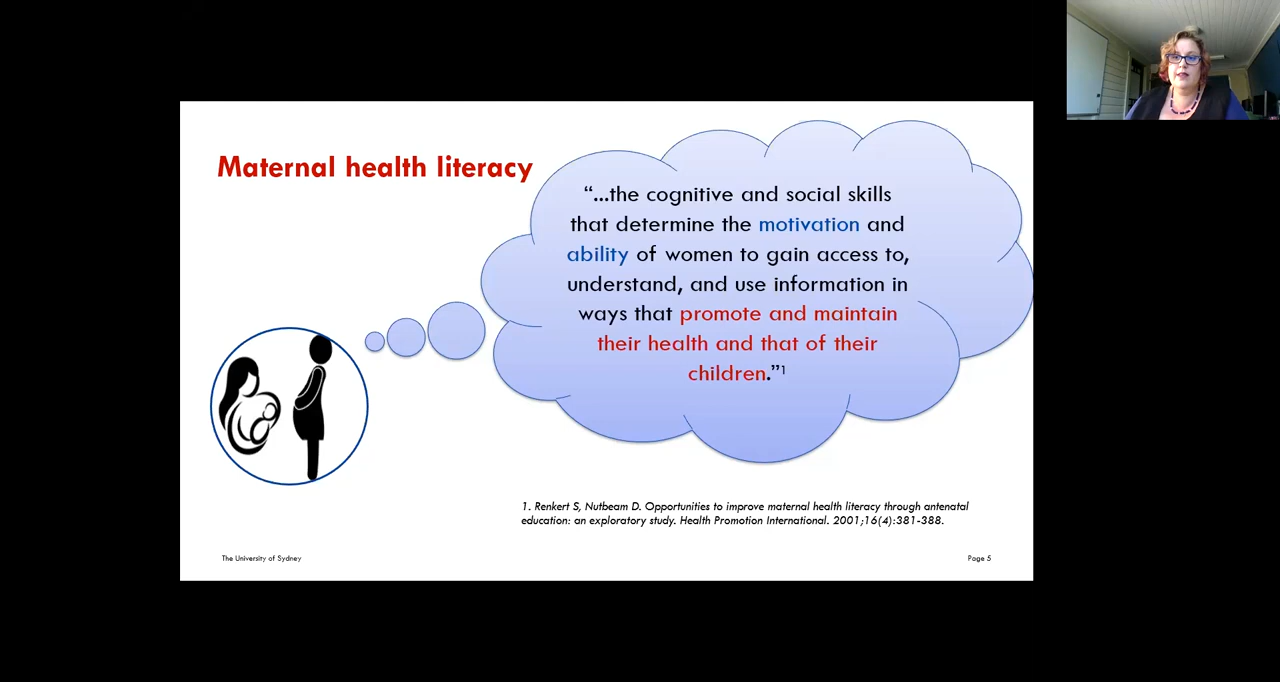 Maternal health literacy
“...the cognitive and social skills
that determine the motivation and
ability of women to gain access to,
understand, and use information in
ways that promote and maintain
their health and that of their
children.”1
1. Renkert S, Nutbeam D. Opportunities to improve maternal health literacy through antenatal
education: an exploratory study. Health Promotion International. 2001;16(4):381-388.
The University of Sydney
Page 5